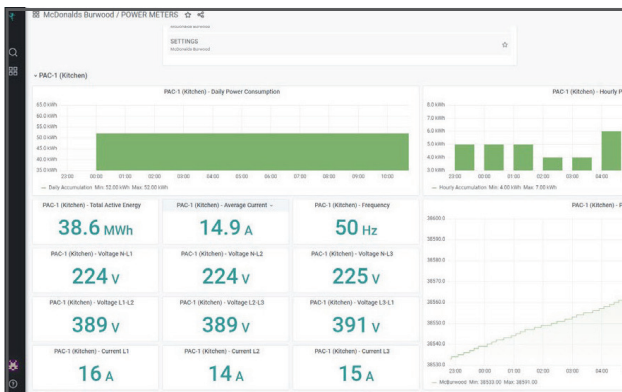 McDonalds Burwood / POWER METERS
McDonalds Burwood
SETTINGS
McDonalds Burwood
PAC-1 (Kitchen)
PAC-1 (Kitchen) - Daily Power Consumption
65.0 kWh
60.0 kWh
55.0 kWh
50.0 kWh
45.0 kWh
40.0 kWh
35.0 kWh
23:00 00:00 01:00 02:00 03:00 04:00 05:00 06:00 07:00 08:00 09:00 10:00
Daily Accumulation Min: 52.00 kWh Max: 52.00 kWh
PAC-1 (Kitchen) - Hourly P
8.0 kWh
7.0 kWh
6.0 kWh
5.0 kWh
4.0 kWh
3.0 kWh
23:00 00:00 01:00 02:00 03:00 04:00
Hourly Accumulation Min: 4.00 kWh Max: 7.00 kWh
PAC-1 (Kitchen) - Total Active Energy
38.6 MWh
PAC-1 (Kitchen) - Average Current
14.9 A
PAC-1 (Kitchen) - Frequency
50 Hz
PAC-1 (Kitchen) - Voltage N-L1
224 V
PAC-1 (Kitchen) - Voltage N-L2
224 V
PAC-1 (Kitchen) - Voltage N-L3
225 V
PAC-1 (Kitchen) - Voltage L1-L2
389 V
PAC-1 (Kitchen) - Voltage L2-L3
389 V
PAC-1 (Kitchen) - Voltage L3-L1
391 V
PAC-1 (Kitchen) - Current L1
16 A
PAC-1 (Kitchen) - Current L2
14 A
PAC-1 (Kitchen) - Current L3
15 A
PAC-1 (Kitchen) - P
38600.0
38590.0
38580.0
38570.0
38560.0
38550.0
38540.0
38530.0
23:00 00:00 01:00 02:00 03:00 04:00
McBurwood Min: 38533.00 Max: 38591.00